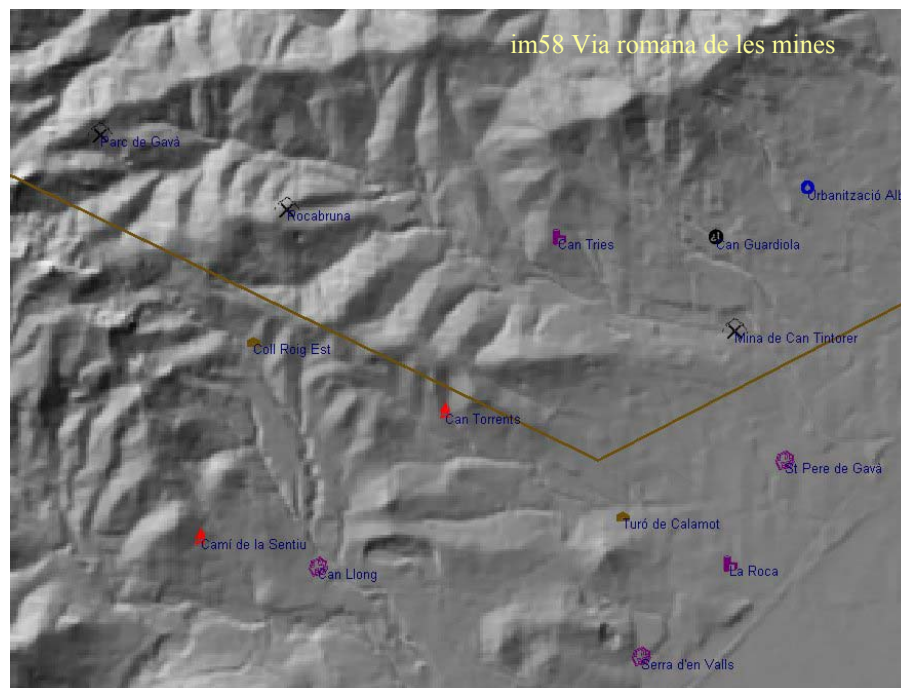 im58 Via romana de les mines
Parc de Gavà
Urbanització Alb
Rocabruna
Can Tries
Can Guardiola
Mina de Can Tintorer
Coll Roig Est
Can Torrents
St Pere de Gavà
Turó de Calamot
Camí de la Sentiu
Can Llong
La Roca
Serra d'en Valls